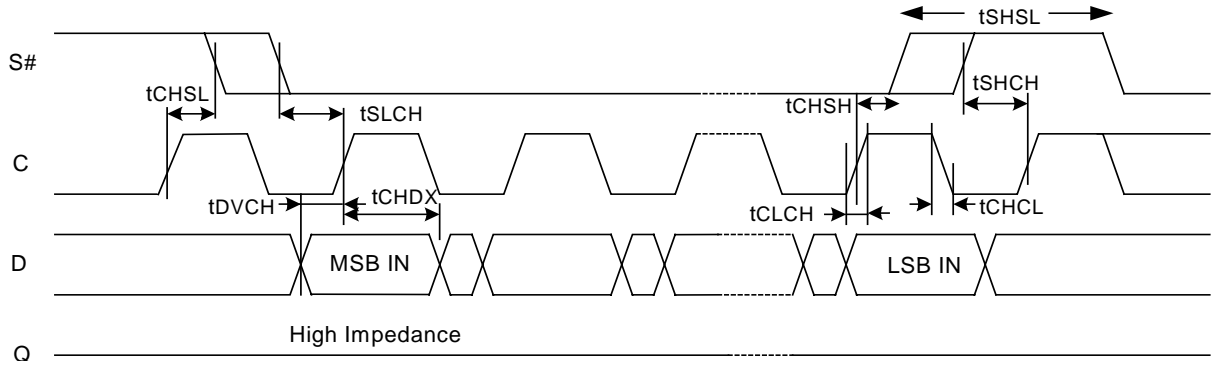 tSHSL
S#
tCHSL
tSLCH
tCHSH
tSHCH
C
tDVCH
tCHDX
tCLCH
tCHCL
D
MSB IN
LSB IN
High Impedance
Q